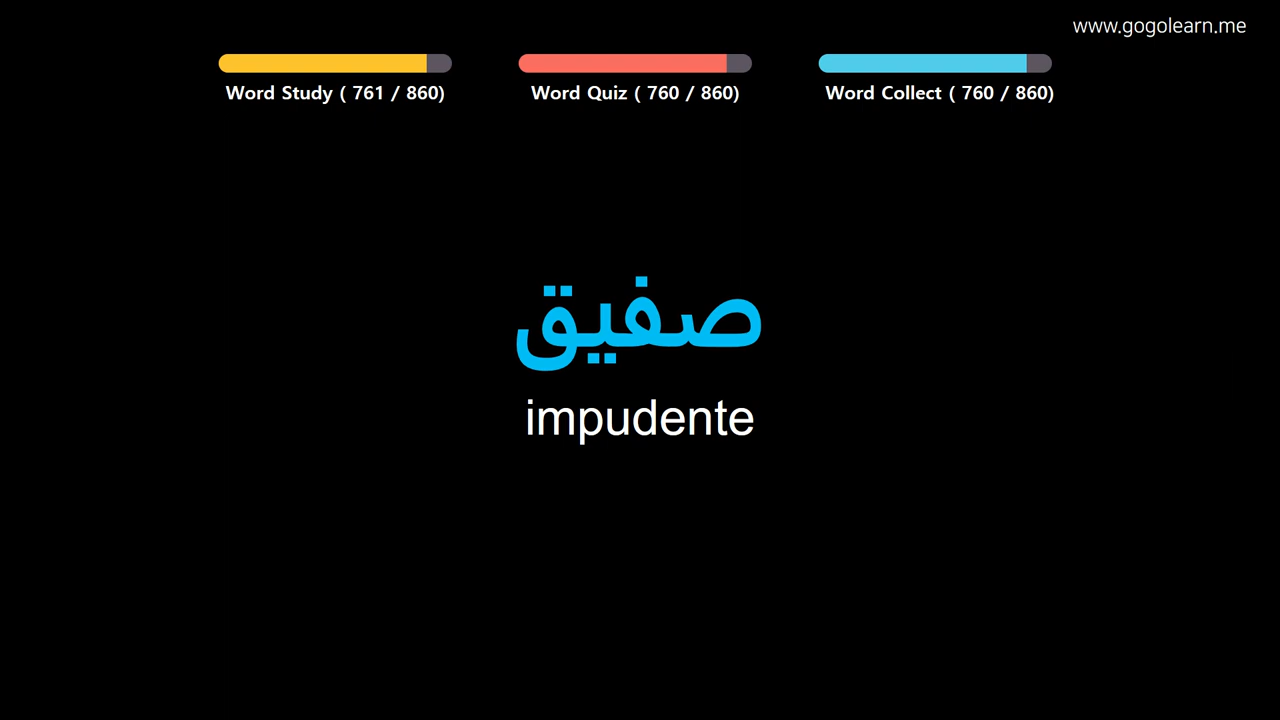 www.gogolearn.me
Word Study ( 761 / 860)
Word Quiz ( 760 / 860)
Word Collect ( 760 / 860)
صفيق
impudente